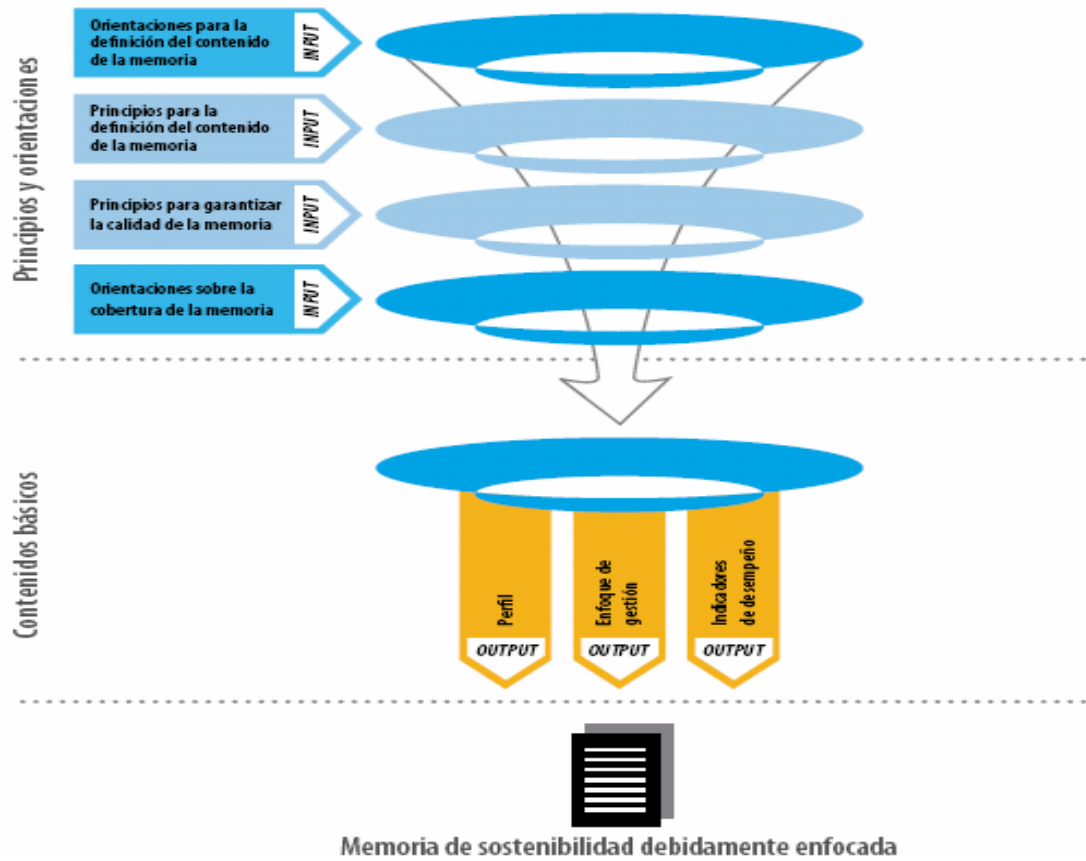 Principios y orientaciones
Orientaciones para la
definición del contenido
de la memoria
INPUT
Principios para la
definición del contenido
de la memoria
INPUT
Principios para garantizar
la calidad de la memoria
INPUT
Orientaciones sobre la
cobertura de la memoria
INPUT
Contenidos básicos
Perfil
OUTPUT
Enfoque de
gestión
OUTPUT
Indicadores
de desempeño
OUTPUT
Memoria de sostenibilidad debidamente enfocada